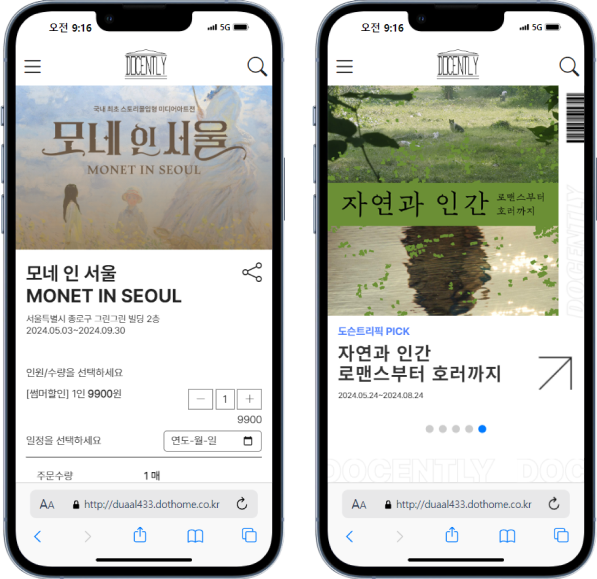 오전 9:16
5G
DOCENTLY
국내 최초 스토리몰입형 미디어아트전
모네 인 서울
MONET IN SEOUL
모네 인 서울
MONET IN SEOUL
서울특별시 종로구 그린그린 빌딩 2층
2024.05.03~2024.09.30
인원/수량을 선택하세요
[썸머할인] 1인 9900원
1
9900
일정을 선택하세요
연도-월-일
주문수량
1 매
AA
http://duaal433.dothome.co.kr
오전 9:16
5G
DOCENTLY
자연과 인간
로맨스부터
호러까지
DOCENTLY
도슨트리픽 PICK
자연과 인간
로맨스부터 호러까지
2024.05.24~2024.08.24
DOCENTLY DOCE
AA
http://duaal433.dothome.co.kr